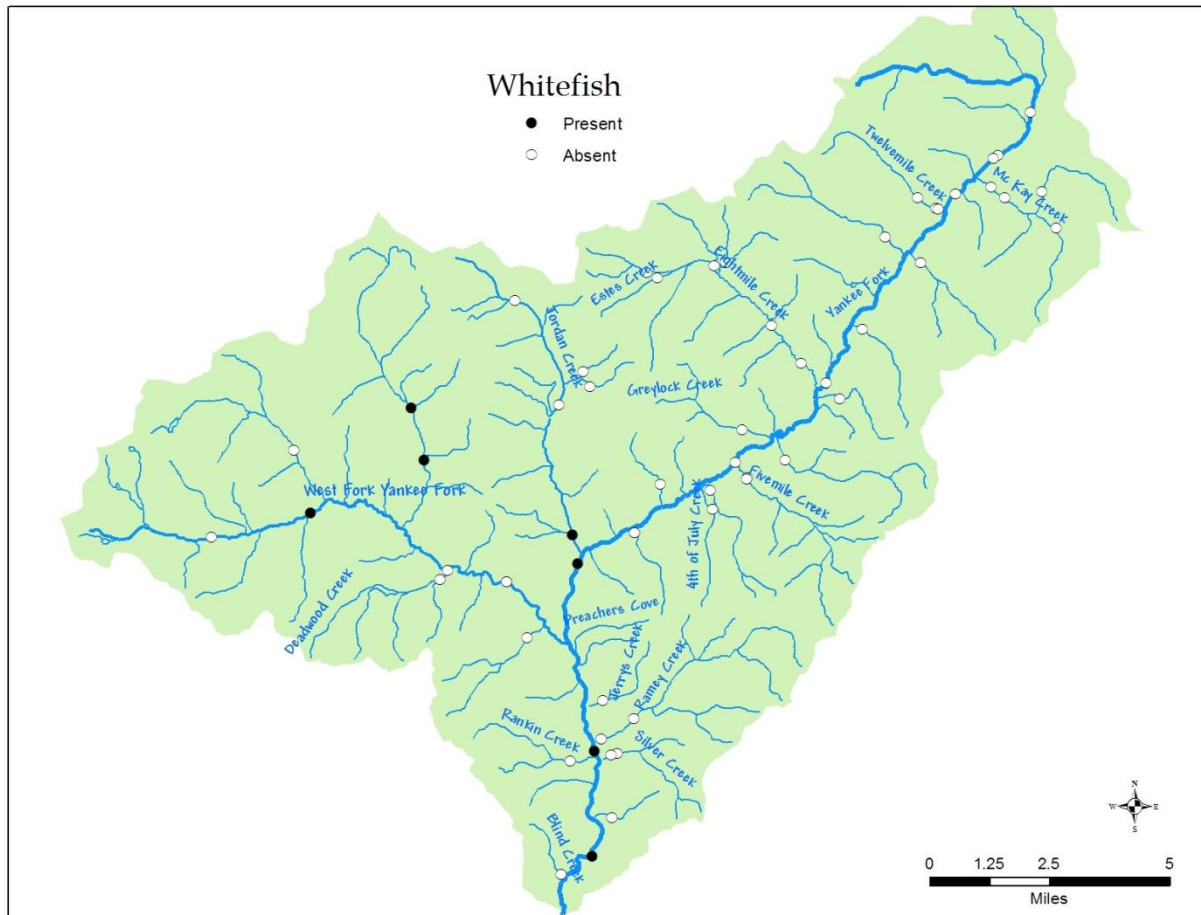 Whitefish
Present
Absent
Twelvemile Creek
Mc Kay Creek
Eightmile Creek
Estes Creek
Yankee Fork
Jordan Creek
Greylock Creek
West Fork Yankee Fork
Fivemile Creek
4th of July Creek
Deadwood Creek
Preachers Cove
Jerrys Creek
Ramey Creek
Rankin Creek
Silver Creek
Blind Creek
N
W E
S
0 1.25 2.5 5
Miles